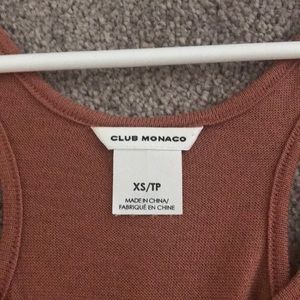 CLUB MONACO
XS/TP
MADE IN CHINA/
FABRIQUÉ EN CHINE